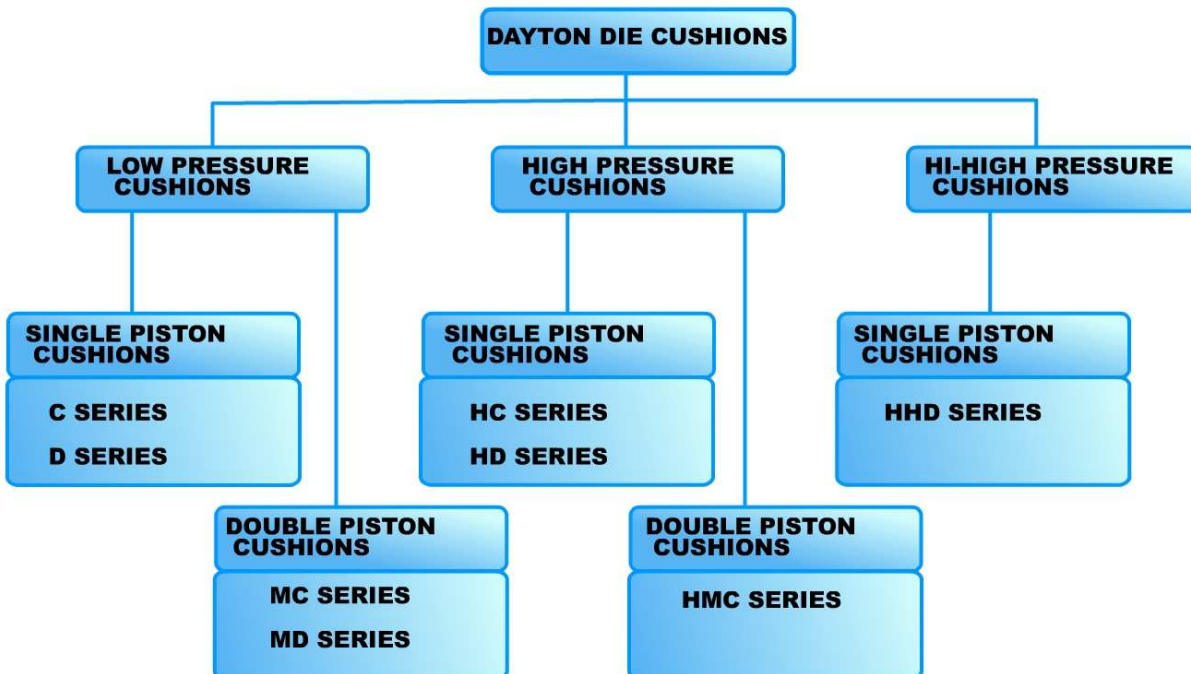 DAYTON DIE CUSHIONS
LOW PRESSURE
CUSHIONS
HIGH PRESSURE
CUSHIONS
HI-HIGH PRESSURE
CUSHIONS
SINGLE PISTON
CUSHIONS
C SERIES
D SERIES
SINGLE PISTON
CUSHIONS
HC SERIES
HD SERIES
SINGLE PISTON
CUSHIONS
HHD SERIES
DOUBLE PISTON
CUSHIONS
MC SERIES
MD SERIES
DOUBLE PISTON
CUSHIONS
HMC SERIES